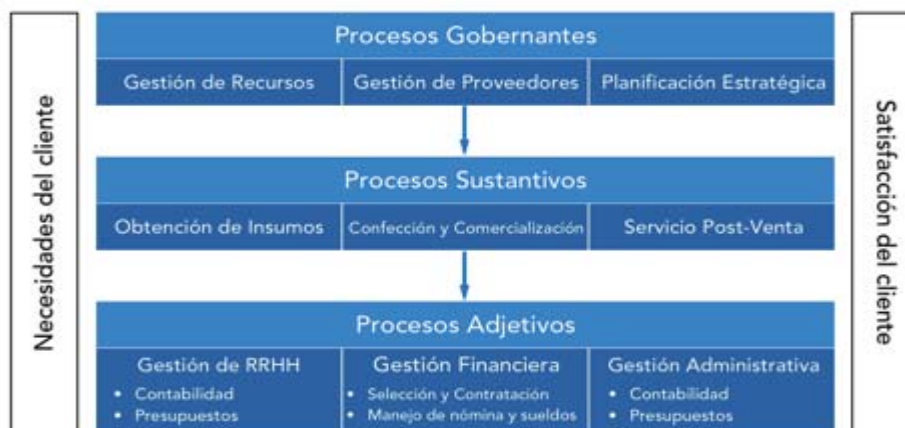 Necesidades del cliente
Procesos Gobernantes
Gestión de Recursos
Gestión de Proveedores
Planificación Estratégica
Procesos Sustantivos
Obtención de Insumos
Confección y Comercialización
Servicio Post-Venta
Procesos Adjetivos
Gestión de RRHH
• Contabilidad
• Presupuestos
Gestión Financiera
• Selección y Contratación
• Manejo de nómina y sueldos
Gestión Administrativa
• Contabilidad
• Presupuestos
Satisfacción del cliente